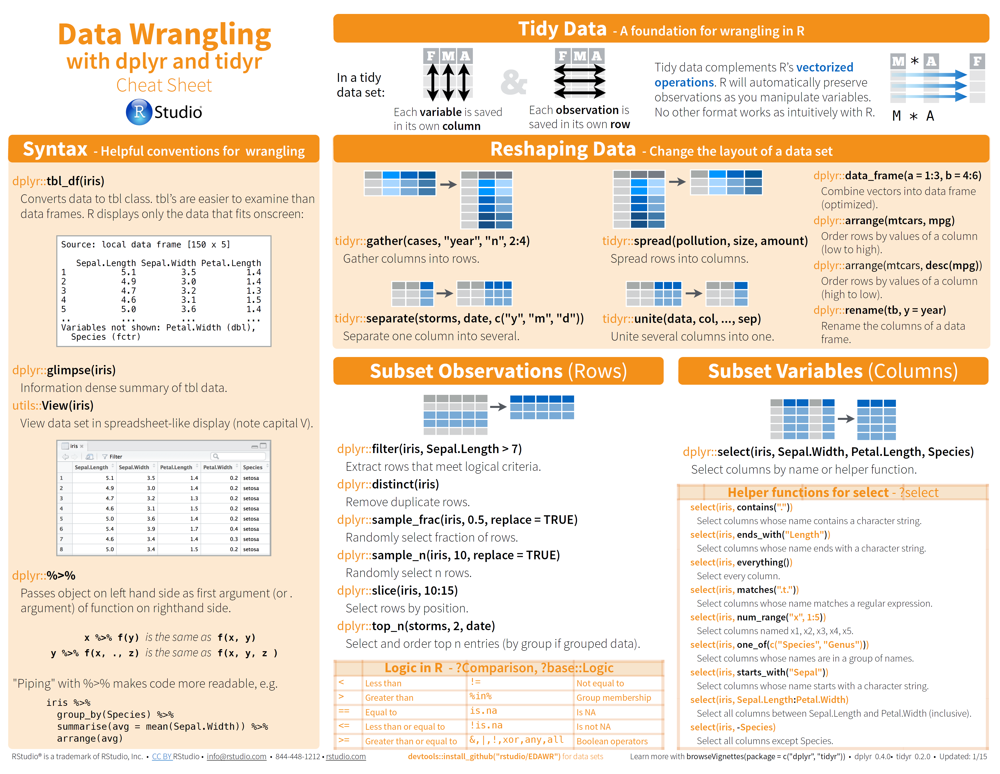 Data Wrangling
with dplyr and tidyr
Cheat Sheet
R Studio®
Syntax - Helpful conventions for wrangling
dplyr::tbl_df(iris)
Converts data to tbl class. tbl’s are easier to examine than
data frames. R displays only the data that fits onscreen:
Source: local data frame [150 x 5]
Sepal.Length Sepal.Width Petal.Length
1 5.1 3.5 1.4
2 4.9 3.0 1.4
3 4.7 3.2 1.3
4 4.6 3.1 1.5
5 5.0 3.6 1.4
.. ... ... ...
Variables not shown: Petal.Width (dbl),
Species (fctr)
dplyr::glimpse(iris)
Information dense summary of tbl data.
utils::View(iris)
View data set in spreadsheet-like display (note capital V).
iris
Filter
Sepal.Length Sepal.Width Petal.Length Petal.Width Species
1 5.1 3.5 1.4 0.2 setosa
2 4.9 3.0 1.4 0.2 setosa
3 4.7 3.2 1.3 0.2 setosa
4 4.6 3.1 1.5 0.2 setosa
5 5.0 3.6 1.4 0.2 setosa
6 5.4 3.9 1.7 0.4 setosa
7 4.6 3.4 1.4 0.3 setosa
8 5.0 3.4 1.5 0.2 setosa
dplyr::%>%
Passes object on left hand side as first argument (or .
argument) of function on righthand side.
x %>% f(y) is the same as f(x, y)
y %>% f(x, ., z) is the same as f(x, y, z )
"Piping" with %>% makes code more readable, e.g.
iris %>%
group_by(Species) %>%
summarise(avg = mean(Sepal.Width)) %>%
arrange(avg)
Tidy Data - A foundation for wrangling in R
In a tidy
data set:
F M A
Each variable is saved
in its own column
&
F M A
Each observation is
saved in its own row
Tidy data complements R’s vectorized
operations. R will automatically preserve
observations as you manipulate variables.
No other format works as intuitively with R.
M * A F
M * A
Reshaping Data - Change the layout of a data set
tidyr::gather(cases, "year", "n", 2:4)
Gather columns into rows.
tidyr::spread(pollution, size, amount)
Spread rows into columns.
tidyr::separate(storms, date, c("y", "m", "d"))
Separate one column into several.
tidyr::unite(data, col, ..., sep)
Unite several columns into one.
dplyr::data_frame(a = 1:3, b = 4:6)
Combine vectors into data frame
(optimized).
dplyr::arrange(mtcars, mpg)
Order rows by values of a column
(low to high).
dplyr::arrange(mtcars, desc(mpg))
Order rows by values of a column
(high to low).
dplyr::rename(tb, y = year)
Rename the columns of a data
frame.
Subset Observations (Rows)
dplyr::filter(iris, Sepal.Length > 7)
Extract rows that meet logical criteria.
dplyr::distinct(iris)
Remove duplicate rows.
dplyr::sample_frac(iris, 0.5, replace = TRUE)
Randomly select fraction of rows.
dplyr::sample_n(iris, 10, replace = TRUE)
Randomly select n rows.
dplyr::slice(iris, 10:15)
Select rows by position.
dplyr::top_n(storms, 2, date)
Select and order top n entries (by group if grouped data).
Logic in R - ?Comparison, ?base::Logic
< Less than != Not equal to
> Greater than %in% Group membership
== Equal to is.na Is NA
<= Less than or equal to !is.na Is not NA
>= Greater than or equal to &,|,!,xor,any,all Boolean operators
Subset Variables (Columns)
dplyr::select(iris, Sepal.Width, Petal.Length, Species)
Select columns by name or helper function.
Helper functions for select - ?select
select(iris, contains("."))
Select columns whose name contains a character string.
select(iris, ends_with("Length"))
Select columns whose name ends with a character string.
select(iris, everything())
Select every column.
select(iris, matches(".t."))
Select columns whose name matches a regular expression.
select(iris, num_range("x", 1:5))
Select columns named x1, x2, x3, x4, x5.
select(iris, one_of(c("Species", "Genus")))
Select columns whose names are in a group of names.
select(iris, starts_with("Sepal"))
Select columns whose name starts with a character string.
select(iris, Sepal.Length:Petal.Width)
Select all columns between Sepal.Length and Petal.Width (inclusive).
select(iris, -Species)
Select all columns except Species.
RStudio® is a trademark of RStudio, Inc. • CC BY RStudio • info@rstudio.com • 844-448-1212 • rstudio.com
devtools::install_github("rstudio/EDAWR") for data sets
Learn more with browseVignettes(package = c("dplyr", "tidyr")) • dplyr 0.4.0• tidyr 0.2.0 • Updated: 1/15